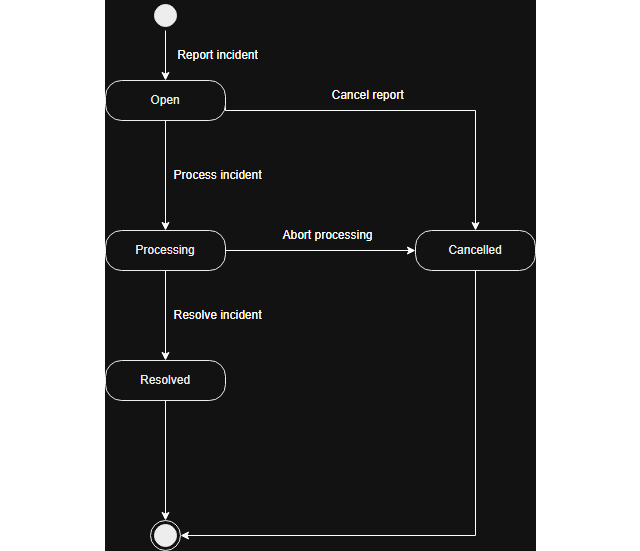 Report incident
Open
Cancel report
Process incident
Processing
Abort processing
Cancelled
Resolve incident
Resolved